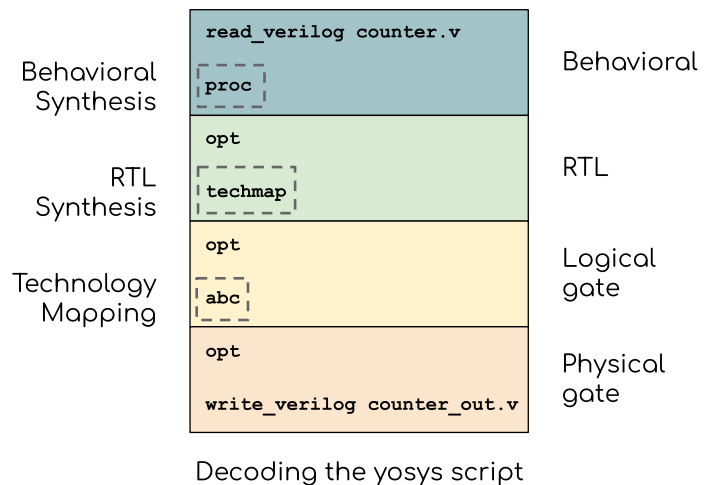 read_verilog counter.v
Behavioral
Behavioral
Synthesis
proc
opt
RTL
RTL
Synthesis
techmap
opt
Logical
gate
Technology
Mapping
abc
opt
Physical
gate
write_verilog counter_out.v
Decoding the yosys script